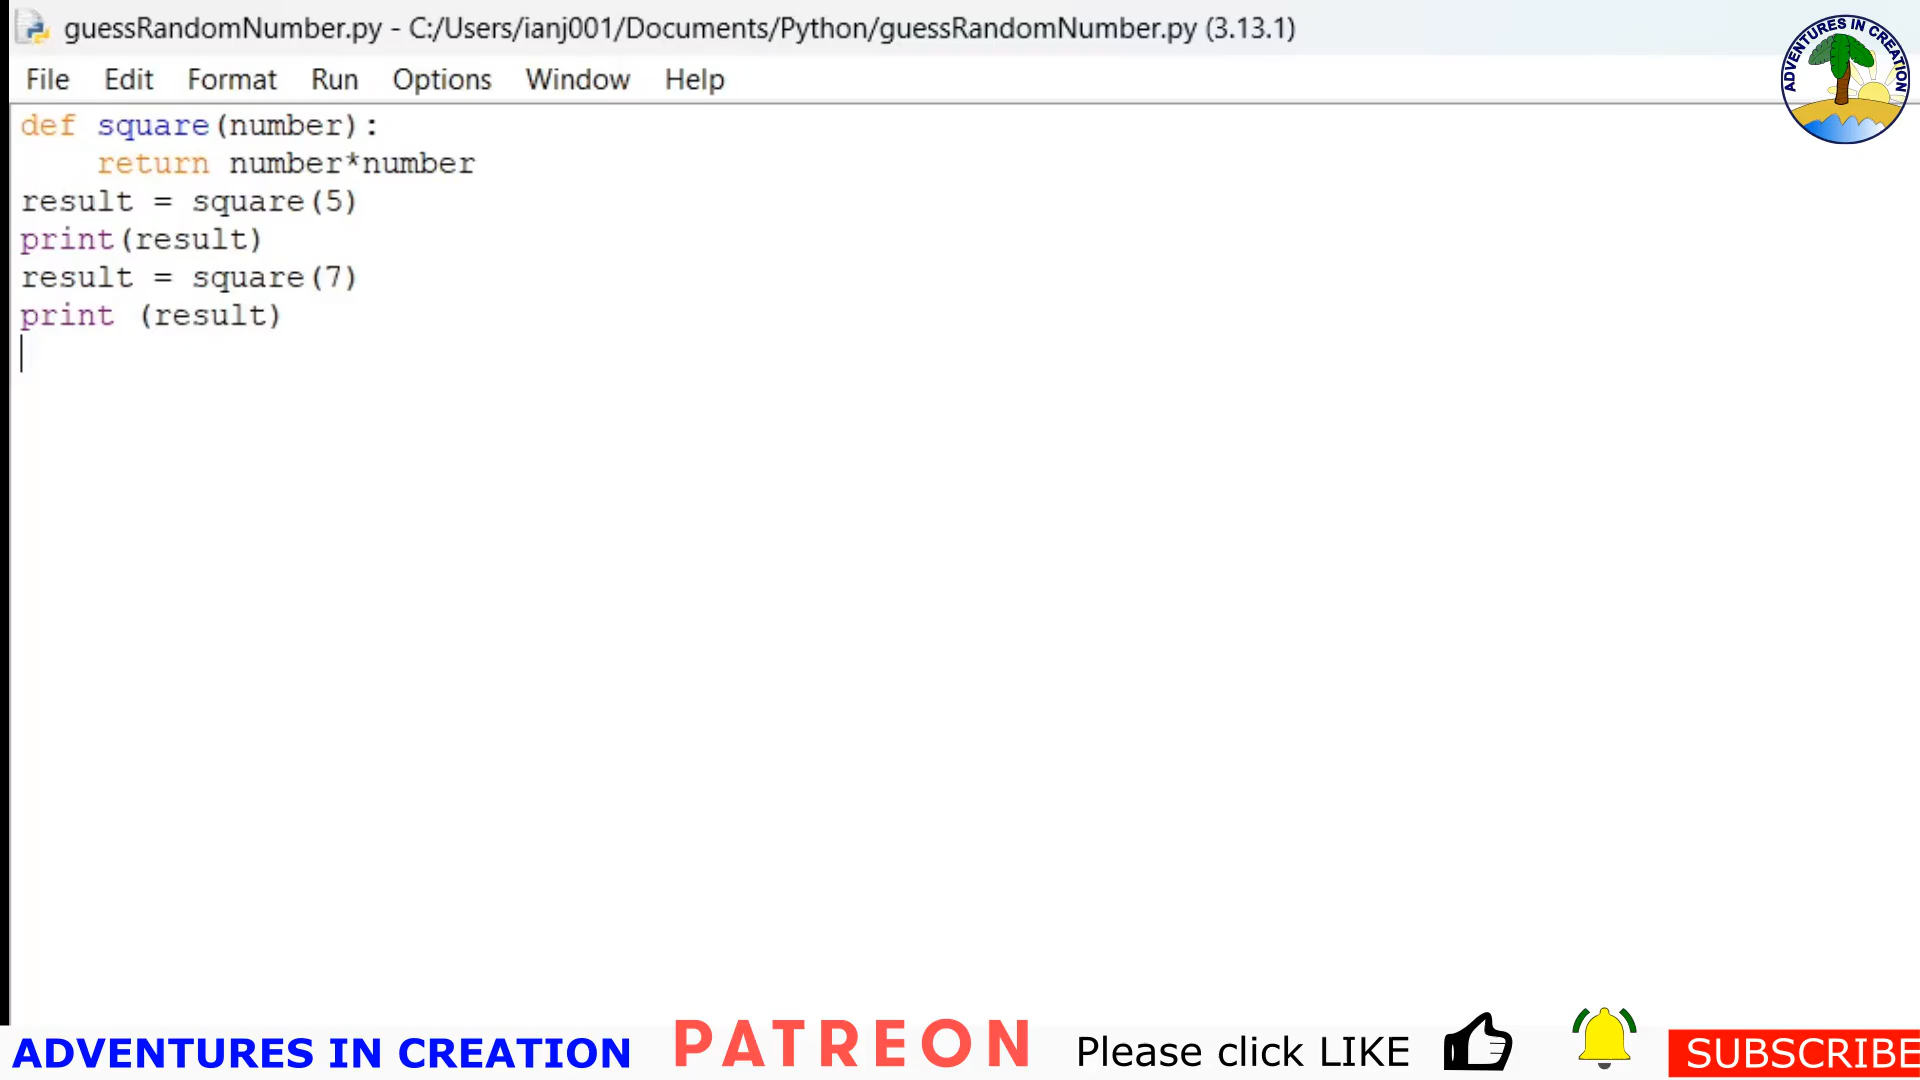 guessRandomNumber.py - C:/Users/ianj001/Documents/Python/guessRandomNumber.py (3.13.1)
File Edit Format Run Options Window Help
ADVENTURES IN CREATION
def square(number):
    return number*number
result = square(5)
print(result)
result = square(7)
print (result)
ADVENTURES IN CREATION PATREON Please click LIKE SUBSCRIBE